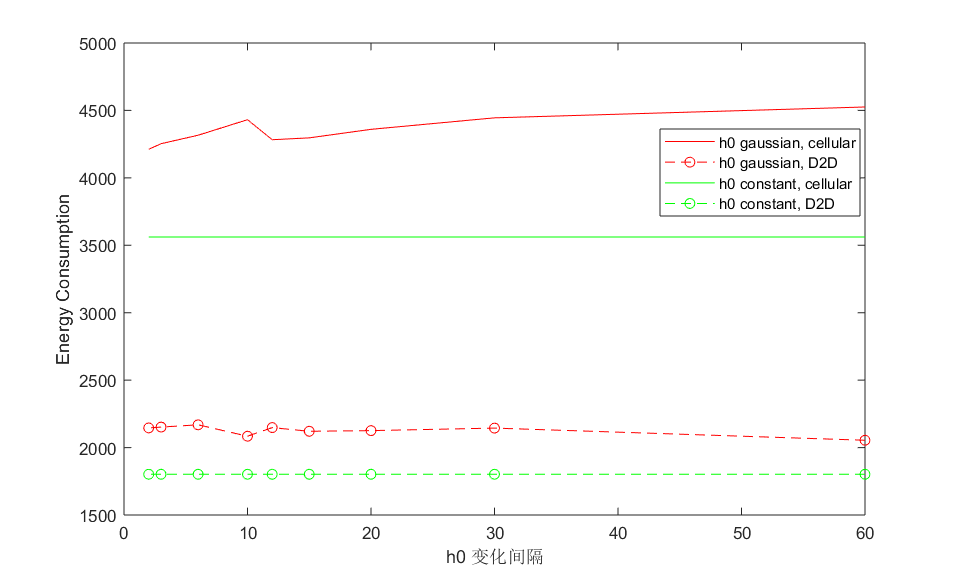 5000
4500
4000
3500
3000
2500
2000
1500
Energy Consumption
h0 gaussian, cellular
h0 gaussian, D2D
h0 constant, cellular
h0 constant, D2D
0 10 20 30 40 50 60
h0 变化间隔